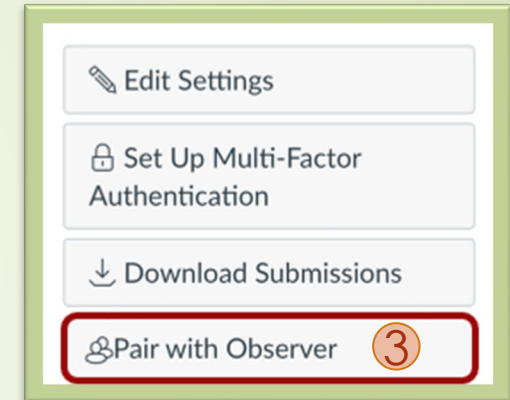 Edit Settings
Set Up Multi-Factor
Authentication
Download Submissions
Pair with Observer 3